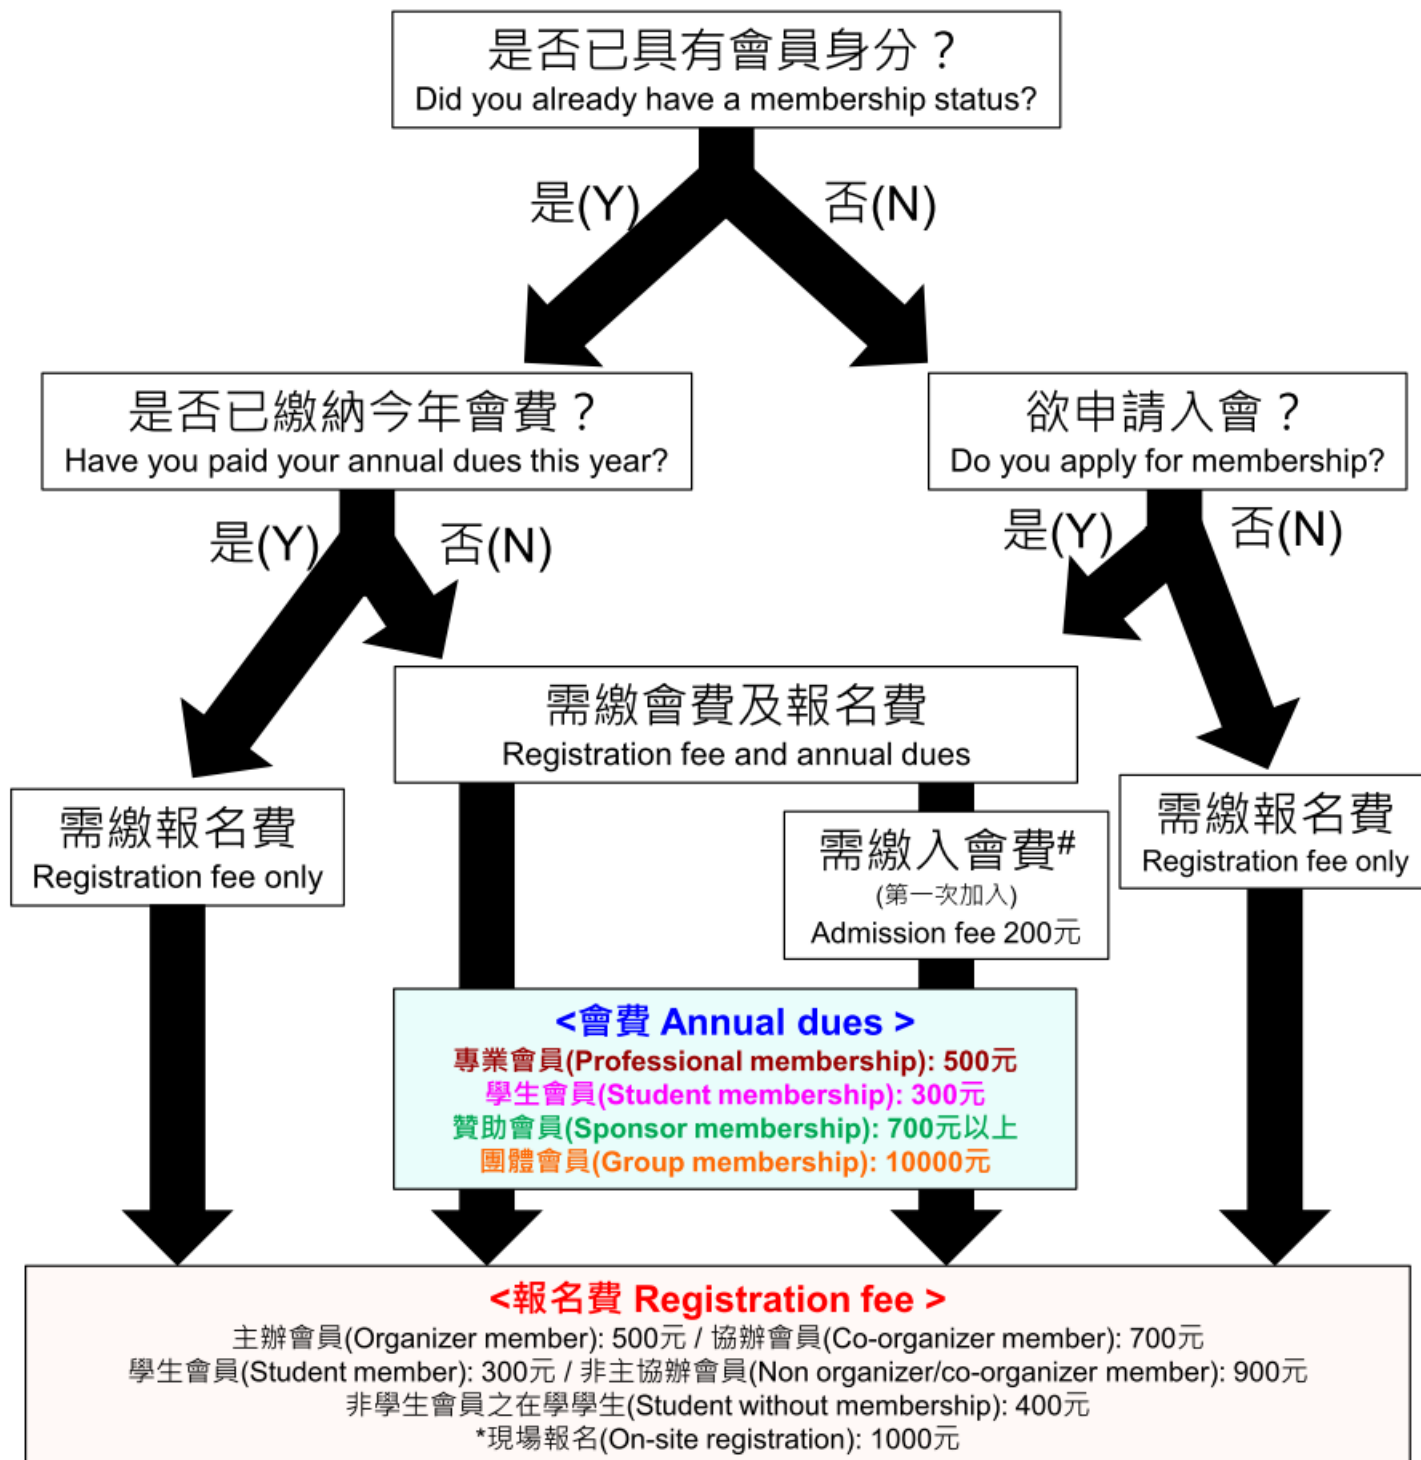 是否已具有會員身分？
Did you already have a membership status?
是(Y)
否(N)
是否已繳納今年會費？
Have you paid your annual dues this year?
欲申請入會？
Do you apply for membership?
是(Y)
否(N)
是(Y)
否(N)
需繳會費及報名費
Registration fee and annual dues
需繳報名費
Registration fee only
需繳入會費#
(第一次加入)
Admission fee 200元
需繳報名費
Registration fee only
<會費 Annual dues >
專業會員(Professional membership): 500元
學生會員(Student membership): 300元
贊助會員(Sponsor membership): 700元以上
團體會員(Group membership): 10000元
<報名費 Registration fee >
主辦會員(Organizer member): 500元 / 協辦會員(Co-organizer member): 700元
學生會員(Student member): 300元 / 非主協辦會員(Non organizer/co-organizer member): 900元
非學生會員之在學學生(Student without membership): 400元
*現場報名(On-site registration): 1000元